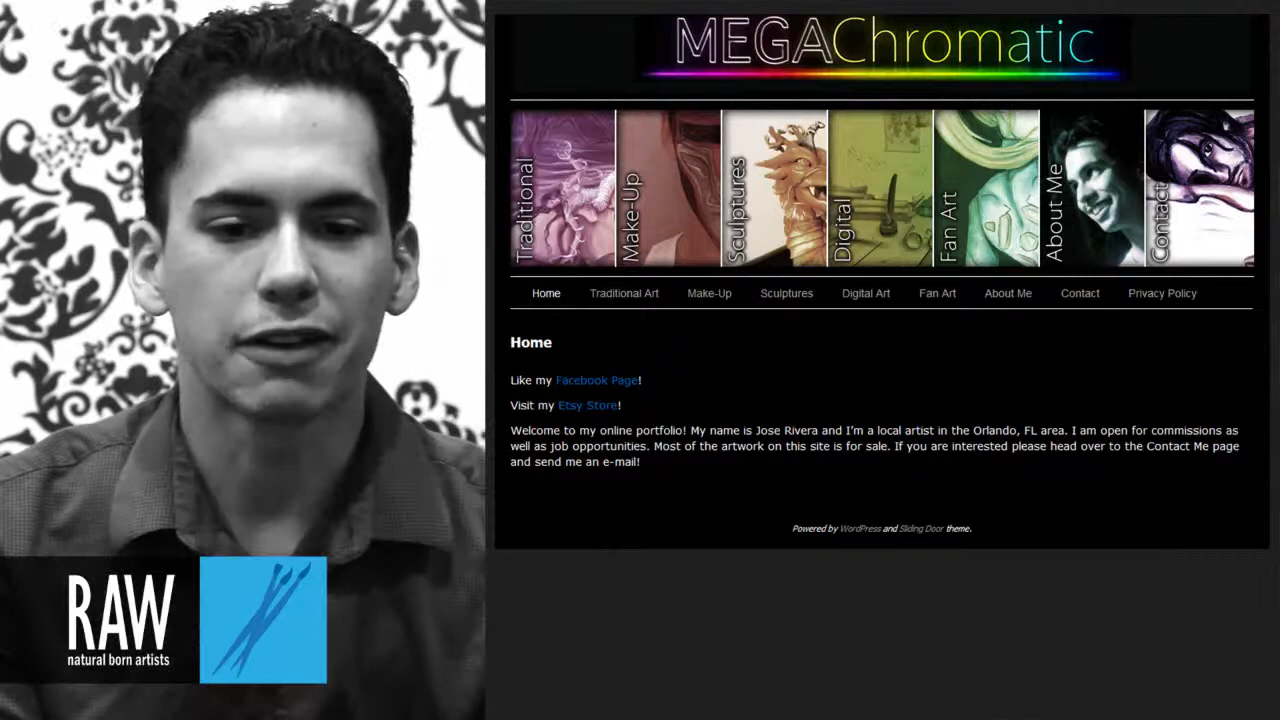 MEGAChromatic
Traditional
Make-Up
Sculptures
Digital
Fan Art
About Me
Contact
Home Traditional Art Make-Up Sculptures Digital Art Fan Art About Me Contact Privacy Policy
Home
Like my Facebook Page!
Visit my Etsy Store!
Welcome to my online portfolio! My name is Jose Rivera and I'm a local artist in the Orlando, FL area. I am open for commissions as
well as job opportunities. Most of the artwork on this site is for sale. If you are interested please head over to the Contact Me page
and send me an e-mail!
Powered by WordPress and Sliding Door theme.
RAW
natural born artists